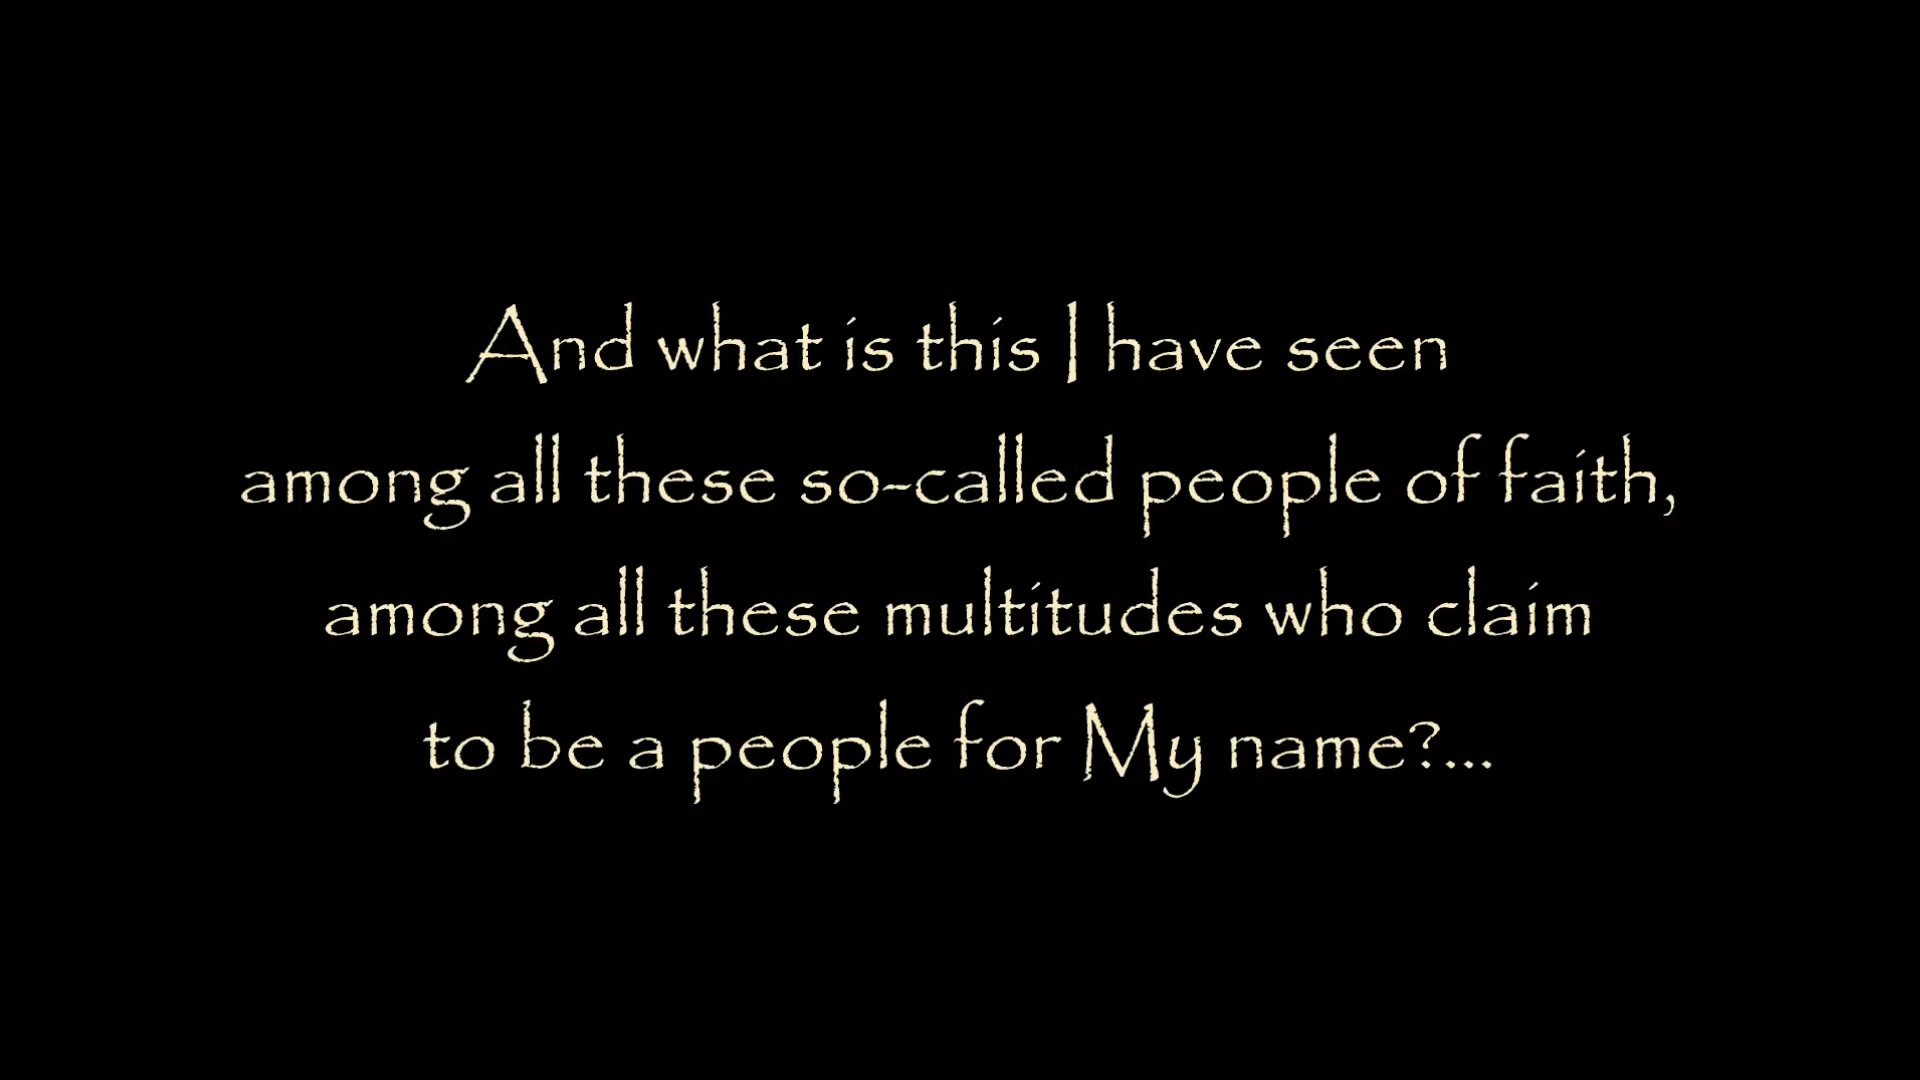 And what is this I have seen
among all these so-called people of faith,
among all these multitudes who claim
to be a people for My name?...